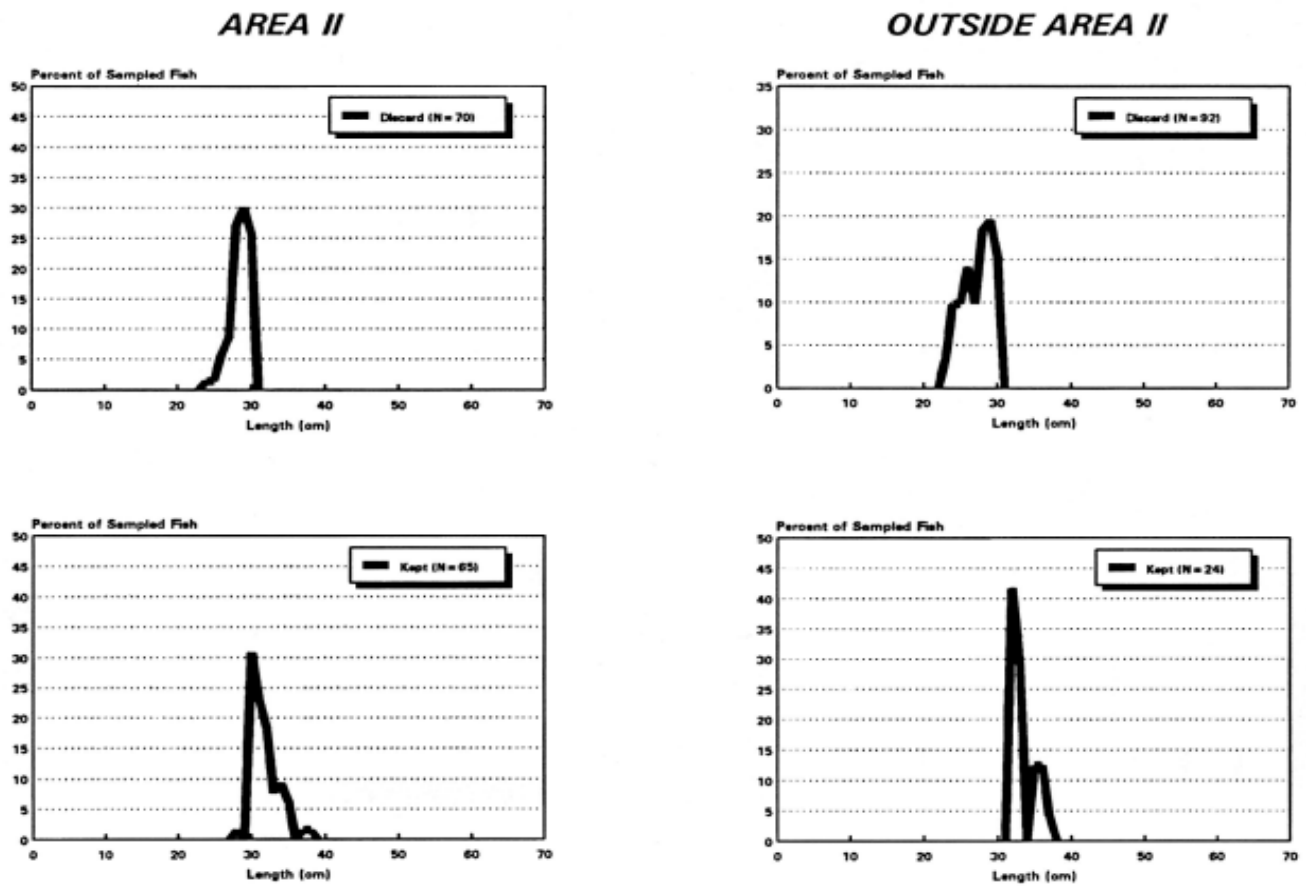 AREA II
OUTSIDE AREA II
Percent of Sampled Fish
50
45
40
35
30
25
20
15
10
5
0
Discard (N = 70)
0 10 20 30 40 50 60 70
Length (cm)
Percent of Sampled Fish
35
30
25
20
15
10
5
0
Discard (N = 92)
0 10 20 30 40 50 60 70
Length (cm)
Percent of Sampled Fish
50
45
40
35
30
25
20
15
10
5
0
Kept (N = 65)
0 10 20 30 40 50 60 70
Length (cm)
Percent of Sampled Fish
50
45
40
35
30
25
20
15
10
5
0
Kept (N = 24)
0 10 20 30 40 50 60 70
Length (cm)